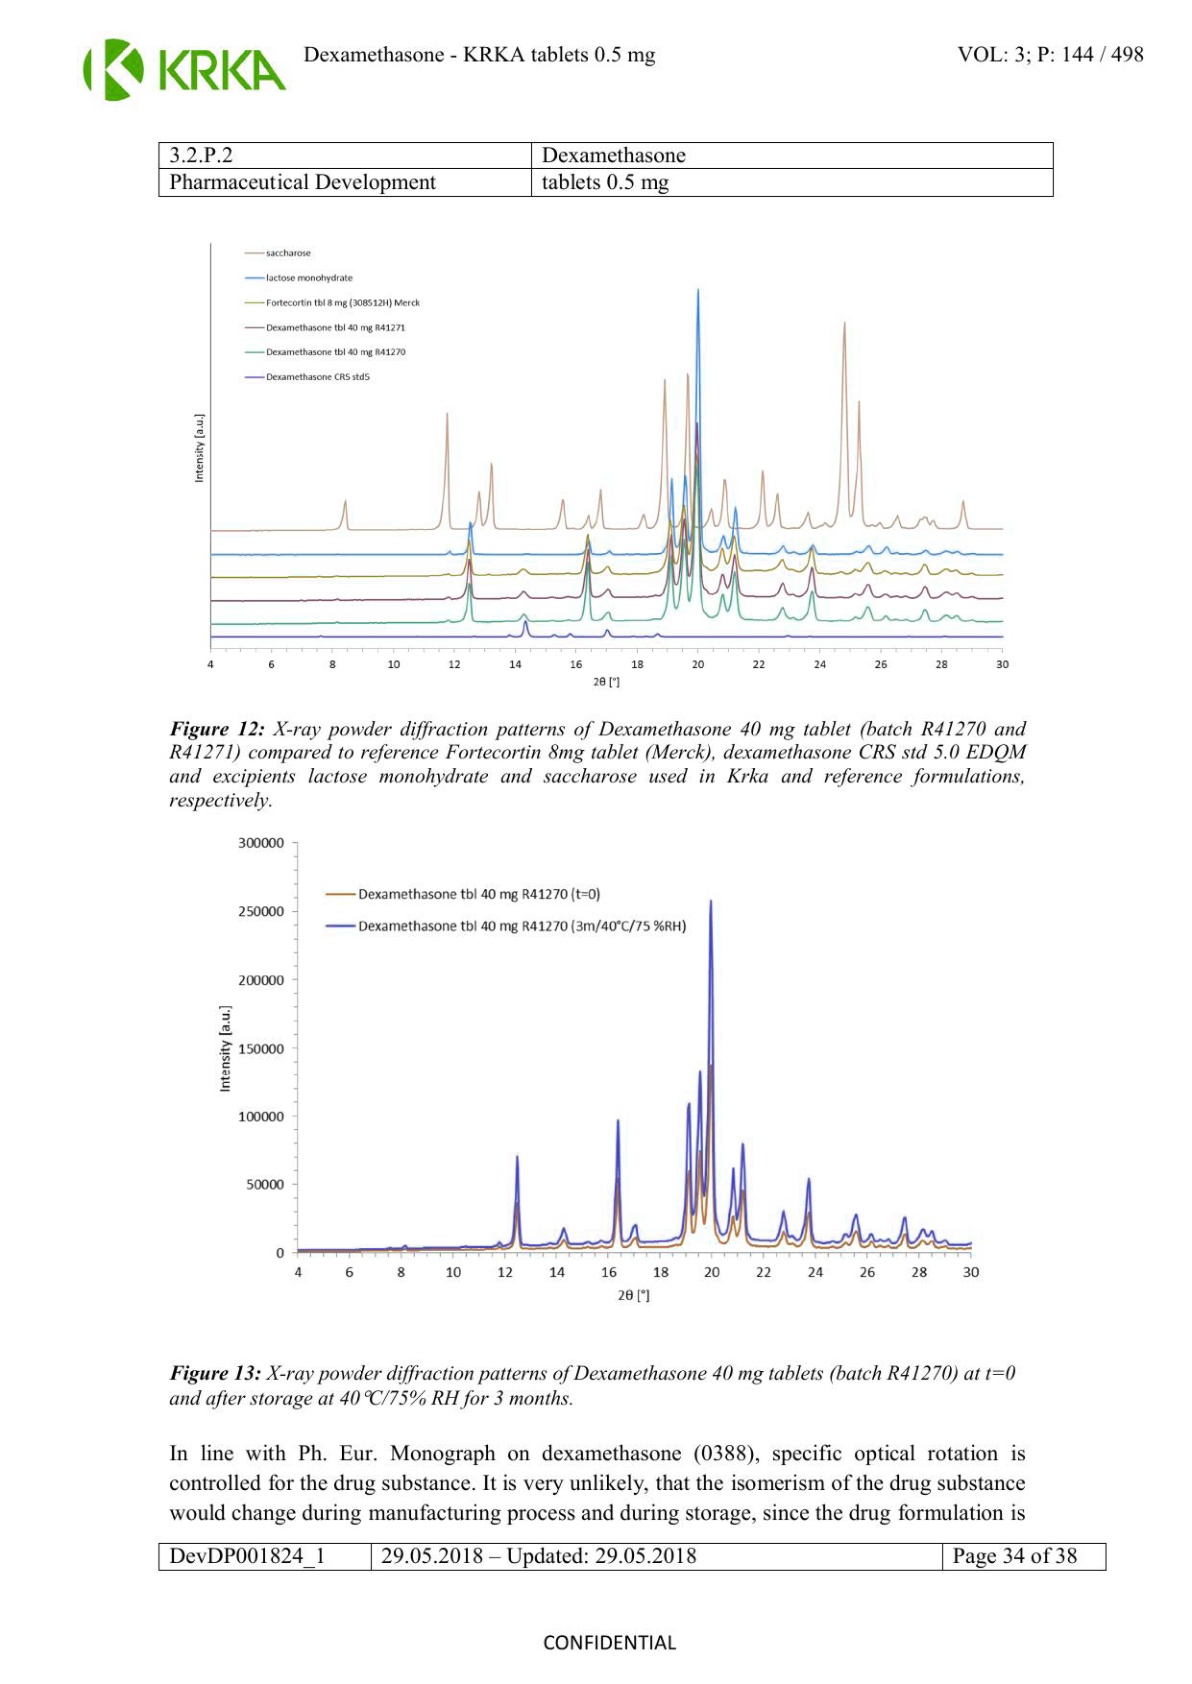 KRKA
Dexamethasone - KRKA tablets 0.5 mg
VOL: 3; P: 144 / 498
3.2.P.2
Dexamethasone
Pharmaceutical Development
tablets 0.5 mg
saccharose
lactose monohydrate
Fortecortin tbl 8 mg (308512H) Merck
Dexamethasone tbl 40 mg R41271
Dexamethasone tbl 40 mg R41270
Dexamethasone CRS std5
Intensity [a.u.]
4 6 8 10 12 14 16 18 20 22 24 26 28 30
2θ [°]
Figure 12: X-ray powder diffraction patterns of Dexamethasone 40 mg tablet (batch R41270 and
R41271) compared to reference Fortecortin 8mg tablet (Merck), dexamethasone CRS std 5.0 EDQM
and excipients lactose monohydrate and saccharose used in Krka and reference formulations,
respectively.
300000
250000
200000
150000
100000
50000
0
Dexamethasone tbl 40 mg R41270 (t=0)
Dexamethasone tbl 40 mg R41270 (3m/40°C/75 %RH)
Intensity [a.u.]
4 6 8 10 12 14 16 18 20 22 24 26 28 30
2θ [°]
Figure 13: X-ray powder diffraction patterns of Dexamethasone 40 mg tablets (batch R41270) at t=0
and after storage at 40℃/75% RH for 3 months.
In line with Ph. Eur. Monograph on dexamethasone (0388), specific optical rotation is
controlled for the drug substance. It is very unlikely, that the isomerism of the drug substance
would change during manufacturing process and during storage, since the drug formulation is
DevDP001824_1
29.05.2018 – Updated: 29.05.2018
Page 34 of 38
CONFIDENTIAL